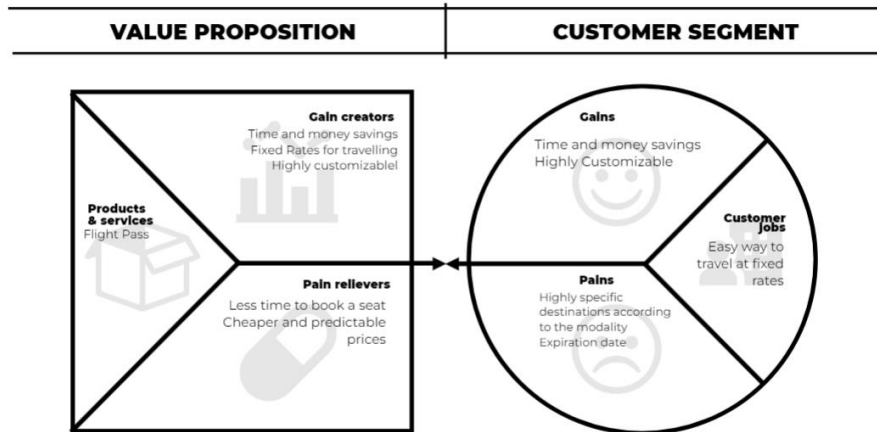 VALUE PROPOSITION
CUSTOMER SEGMENT
Gain creators
Time and money savings
Fixed Rates for travelling
Highly customizablel
Products
& services
Flight Pass
Pain relievers
Less time to book a seat
Cheaper and predictable
prices
Gains
Time and money savings
Highly Customizable
Customer
jobs
Easy way to
travel at fixed
rates
Pains
Highly specific
destinations according
to the modality
Expiration date